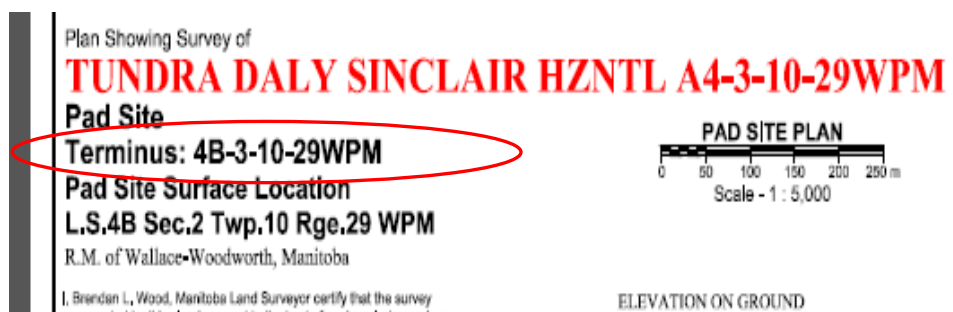 Plan Showing Survey of
TUNDRA DALY SINCLAIR HZNTL A4-3-10-29WPM
Pad Site
Terminus: 4B-3-10-29WPM
Pad Site Surface Location
L.S.4B Sec.2 Twp.10 Rge.29 WPM
R.M. of Wallace-Woodworth, Manitoba
I, Brendan L, Wood, Manitoba Land Surveyor certify that the survey
PAD SITE PLAN
0 50 100 150 200 250 m
Scale - 1 : 5,000
ELEVATION ON GROUND